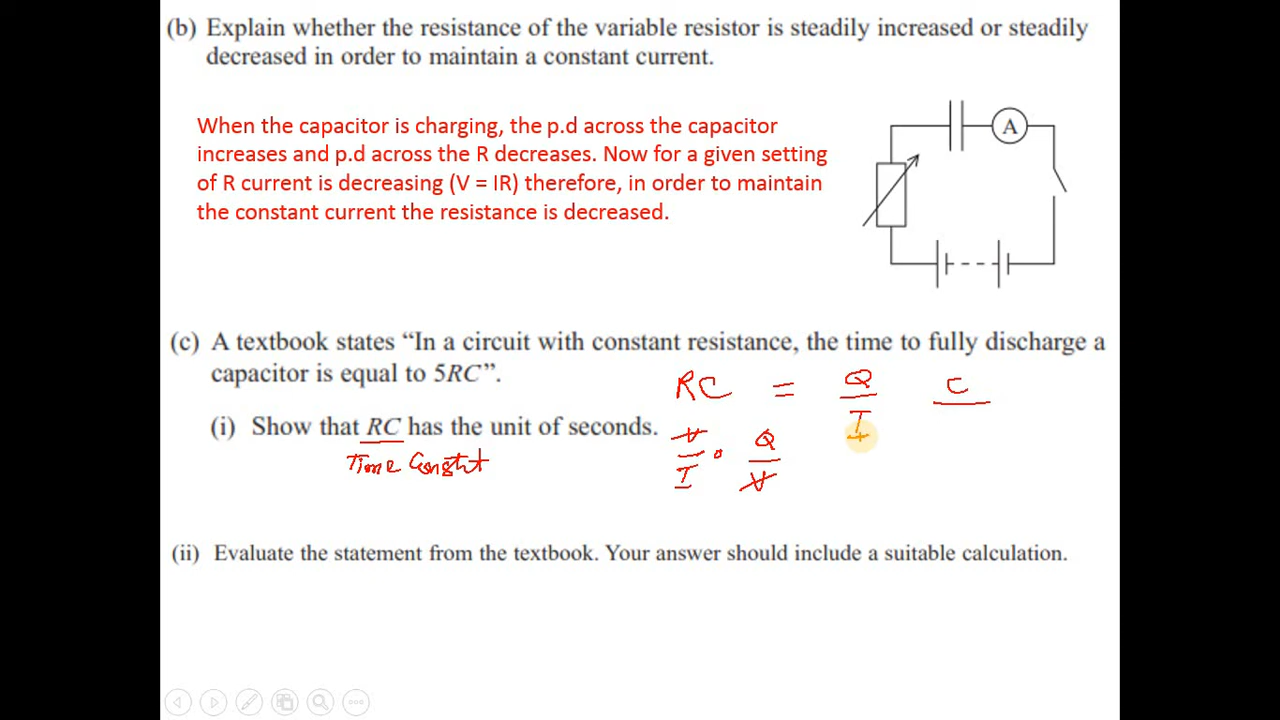 (b) Explain whether the resistance of the variable resistor is steadily increased or steadily
decreased in order to maintain a constant current.
When the capacitor is charging, the p.d across the capacitor
increases and p.d across the R decreases. Now for a given setting
of R current is decreasing (V = IR) therefore, in order to maintain
the constant current the resistance is decreased.
A
(c) A textbook states “In a circuit with constant resistance, the time to fully discharge a
capacitor is equal to 5RC”.
RC = Q/I C
(i) Show that RC has the unit of seconds.
V/I . Q/V
Time
(ii) Evaluate the statement from the textbook. Your answer should include a suitable calculation.